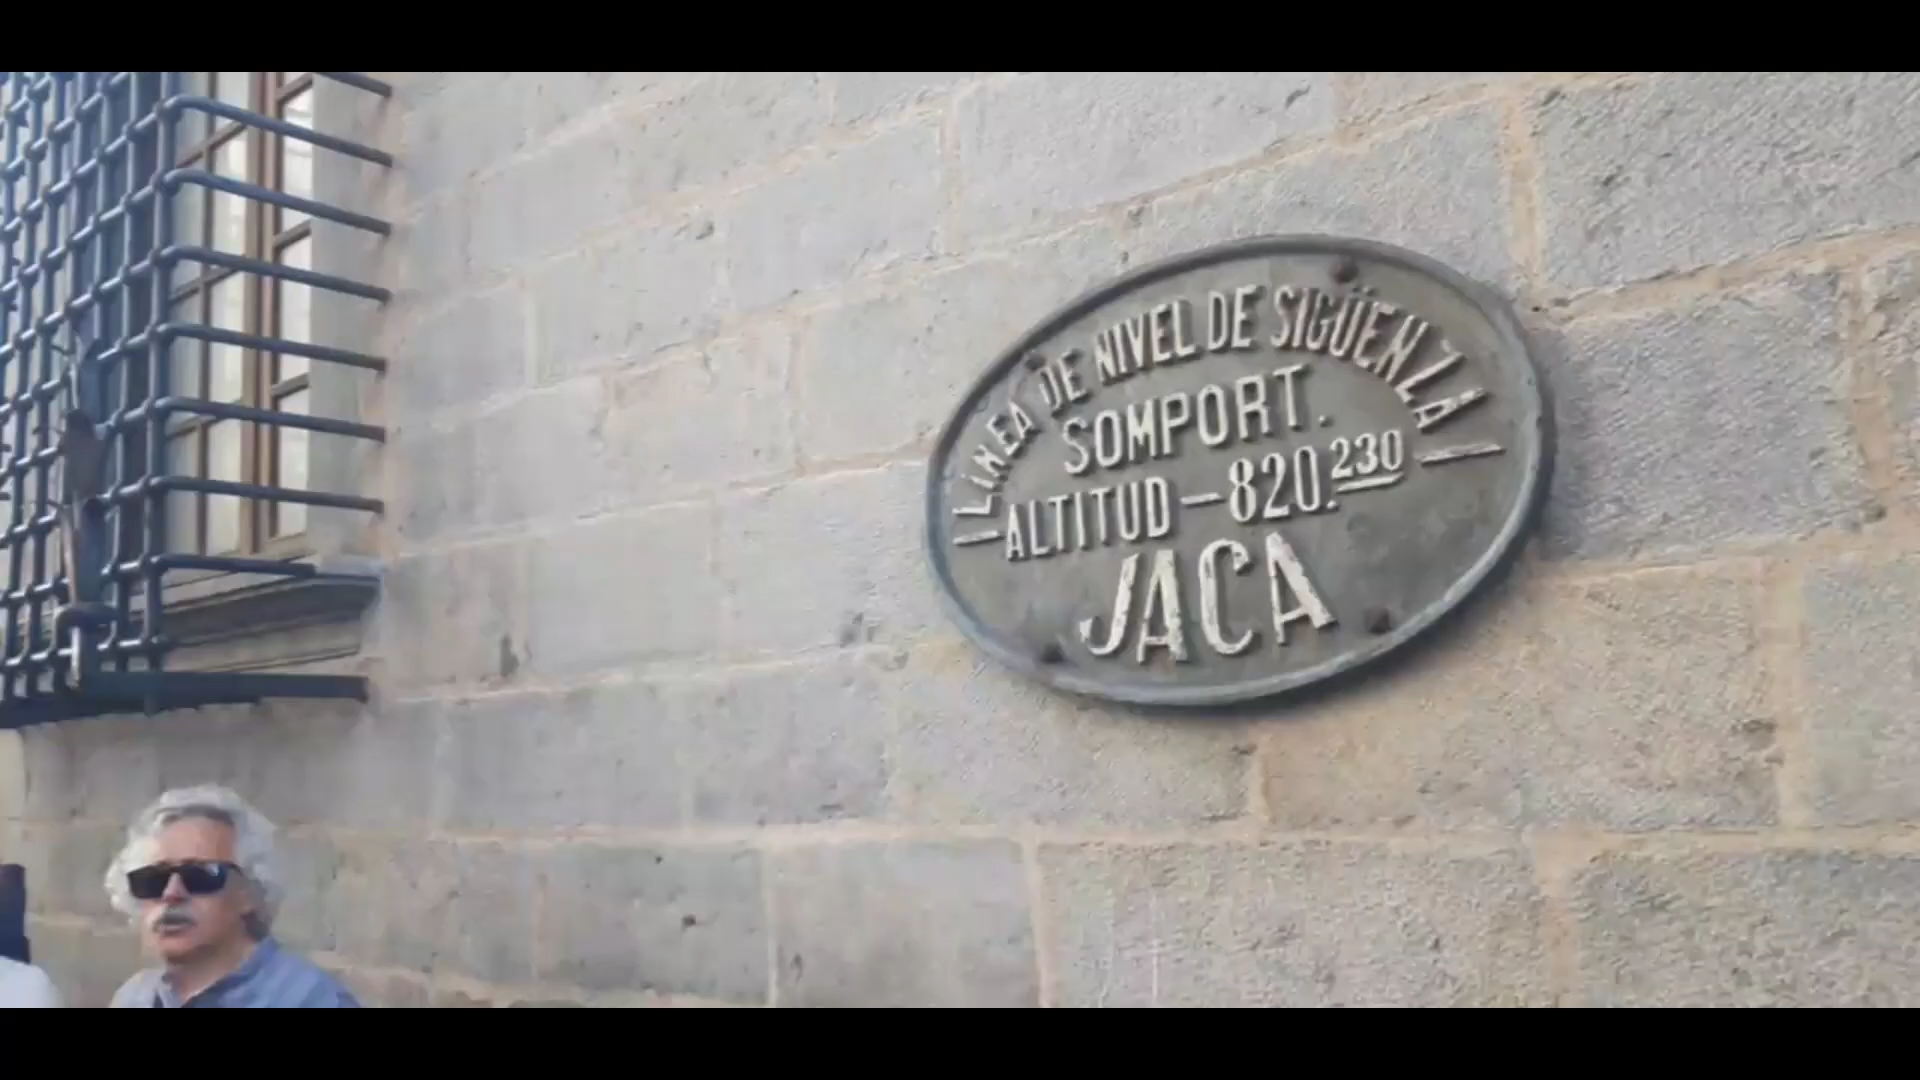 LINEA DE NIVEL DE SIGÜENZA
SOMPORT.
ALTITUD — 820.230
JACA